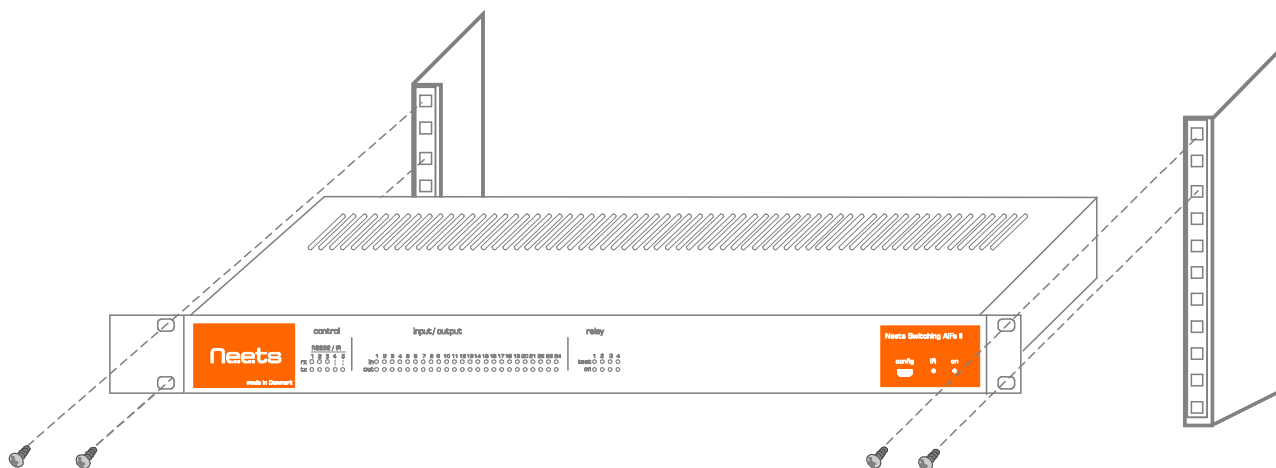 Neets
made in Denmark
control
RS232 / IR
1 2 3 4 5
rx
tx
input/output
1 2 3 4 5 6 7 8 9 10 11 12 13 14 15 16 17 18 19 20 21 22 23 24
in
out
relay
1 2 3 4
test
on
Neets Switching AlFa II
config IR on